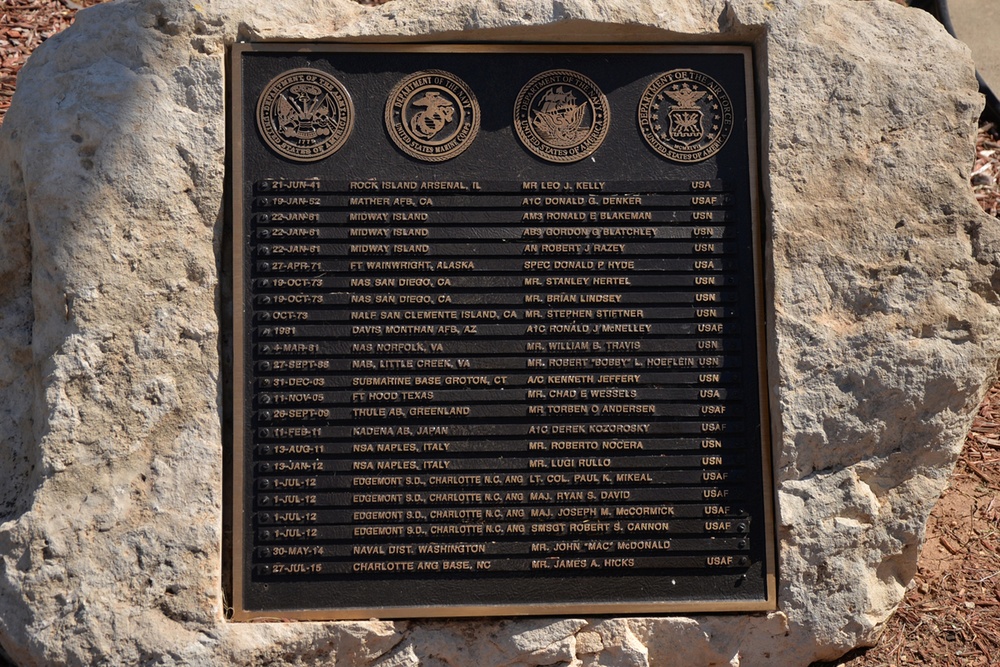 DEPARTMENT OF THE ARMY UNITED STATES OF AMERICA 1775
DEPARTMENT OF THE NAVY UNITED STATES MARINE CORPS
DEPARTMENT OF THE NAVY UNITED STATES OF AMERICA
DEPARTMENT OF THE AIR FORCE UNITED STATES OF AMERICA MCMXLVII
21-JUN-41 ROCK ISLAND ARSENAL, IL MR LEO J. KELLY USA
19-JAN-52 MATHER AFB, CA A1C DONALD G. DENKER USAF
22-JAN-61 MIDWAY ISLAND AM3 RONALD E BLAKEMAN USN
22-JAN-61 MIDWAY ISLAND AB3 GORDON G BLATCHLEY USN
22-JAN-61 MIDWAY ISLAND AN ROBERT J RAZEY USN
27-APR-71 FT WAINWRIGHT, ALASKA SPEC DONALD P HYDE USA
19-OCT-73 NAS SAN DIEGO, CA MR. STANLEY HERTEL USN
19-OCT-73 NAS SAN DIEGO, CA MR. BRIAN LINDSEY USN
OCT-73 NALF SAN CLEMENTE ISLAND, CA MR. STEPHEN STIFTNER USN
1981 DAVIS MONTHAN AFB, AZ A1C RONALD J McNELLEY USAF
4-MAR-81 NAS NORFOLK, VA MR. WILLIAM B. TRAVIS USN
27-SEPT-88 NAB, LITTLE CREEK, VA MR. ROBERT "BOBBY" L. HOEFLEIN USN
31-DEC-03 SUBMARINE BASE GROTON, CT A/C KENNETH JEFFERY USN
11-NOV-05 FT HOOD TEXAS MR. CHAD E WESSELS USA
28-SEPT-09 THULE AB, GREENLAND MR TORBEN O ANDERSEN USAF
11-FEB-11 KADENA AB, JAPAN A1C DEREK KOZOROSKY USAF
13-AUG-11 NSA NAPLES, ITALY MR. ROBERTO NOCERA USN
13-JAN-12 NSA NAPLES, ITALY MR. LUGI RULLO USN
1-JUL-12 EDGEMONT S.D., CHARLOTTE N.C. ANG LT. COL. PAUL K. MIKEAL USAF
1-JUL-12 EDGEMONT S.D., CHARLOTTE N.C. ANG MAJ. RYAN S. DAVID USAF
1-JUL-12 EDGEMONT S.D., CHARLOTTE N.C. ANG MAJ. JOSEPH M. McCORMICK USAF
1-JUL-12 EDGEMONT S.D., CHARLOTTE N.C. ANG SMSGT ROBERT S. CANNON USAF
30-MAY-14 NAVAL DIST. WASHINGTON MR. JOHN "MAC" McDONALD
27-JUL-15 CHARLOTTE ANG BASE, NC MR. JAMES A. HICKS USAF